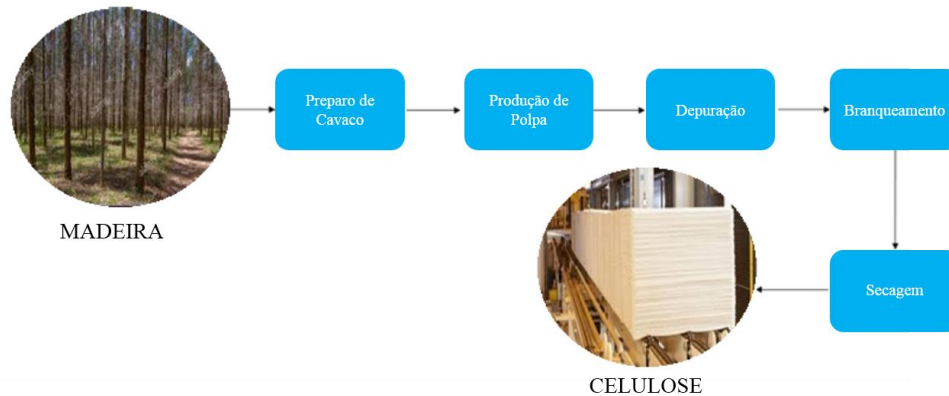 MADEIRA
Preparo de
Cavaco
Produção de
Polpa
Depuração
Branqueamento
Secagem
CELULOSE